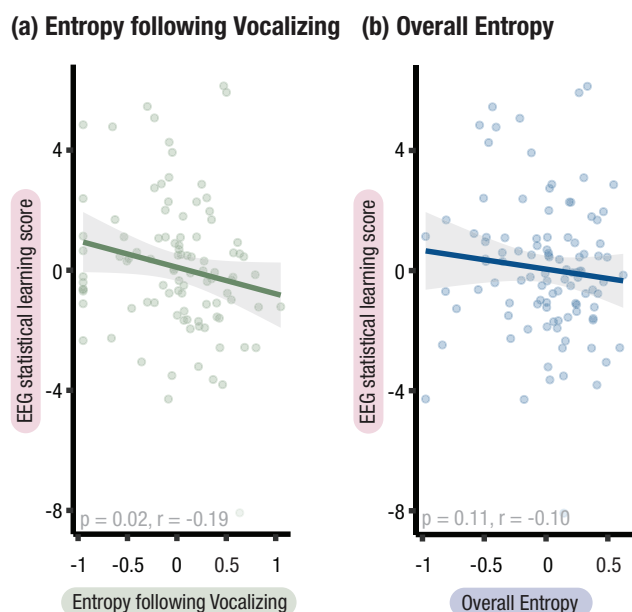 (a) Entropy following Vocalizing (b) Overall Entropy
EEG statistical learning score
4
0
-4
-8
p = 0.02, r = -0.19
-1 -0.5 0 0.5 1
Entropy following Vocalizing
EEG statistical learning score
4
0
-4
-8
p = 0.11, r = -0.10
-1 -0.5 0 0.5
Overall Entropy